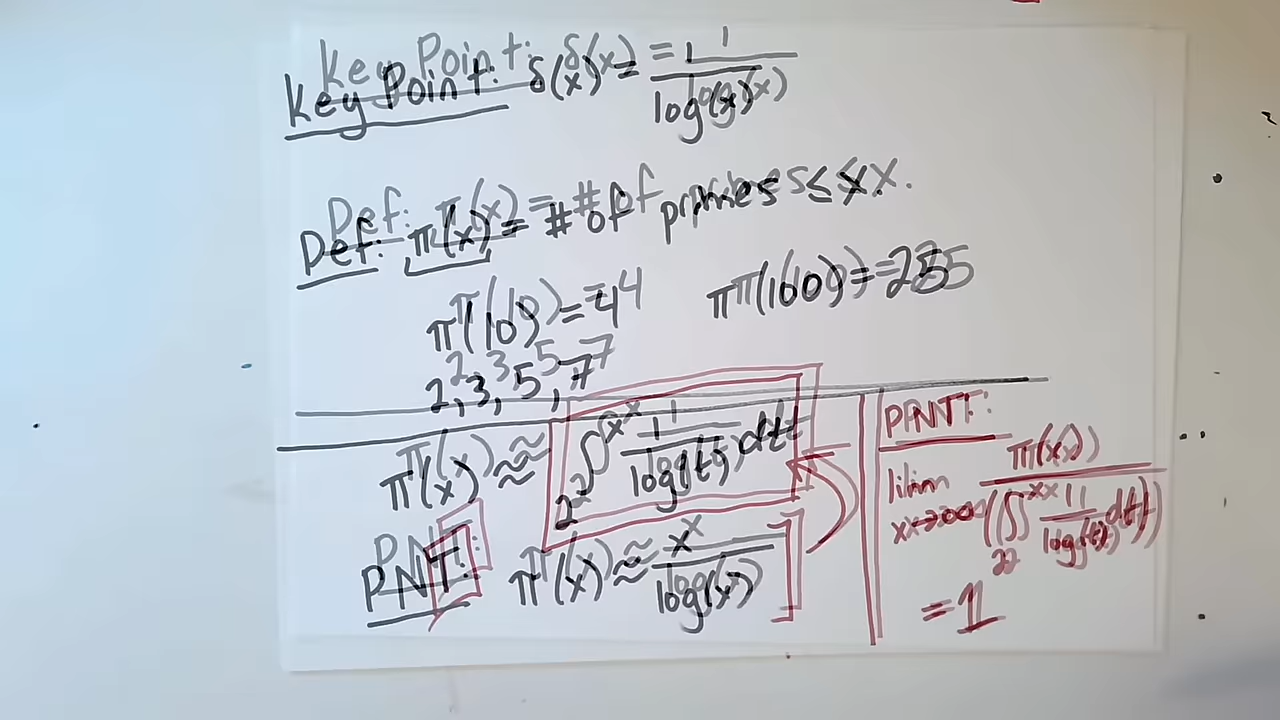 Key Point: δ(x) = 1/log(x)
Def: π(x) = # of primes ≤ x.
π(10) = 4
π(100) = 25
2, 3, 5, 7
π(x) ≈ ∫₂ˣ 1/log(t) dt
PNT: π(x) ≈ x/log(x)
PNT:
lim x→∞ π(x)/(∫₂ˣ 1/log(t) dt)
= 1